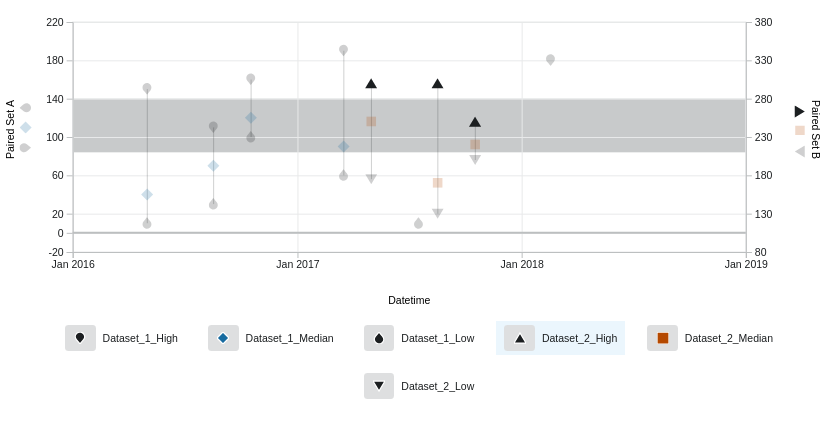 220
180
140
100
60
20
0
-20
380
330
280
230
180
130
80
Paired Set A
Paired Set B
Jan 2016
Jan 2017
Jan 2018
Jan 2019
Datetime
Dataset_1_High
Dataset_1_Median
Dataset_1_Low
Dataset_2_High
Dataset_2_Median
Dataset_2_Low